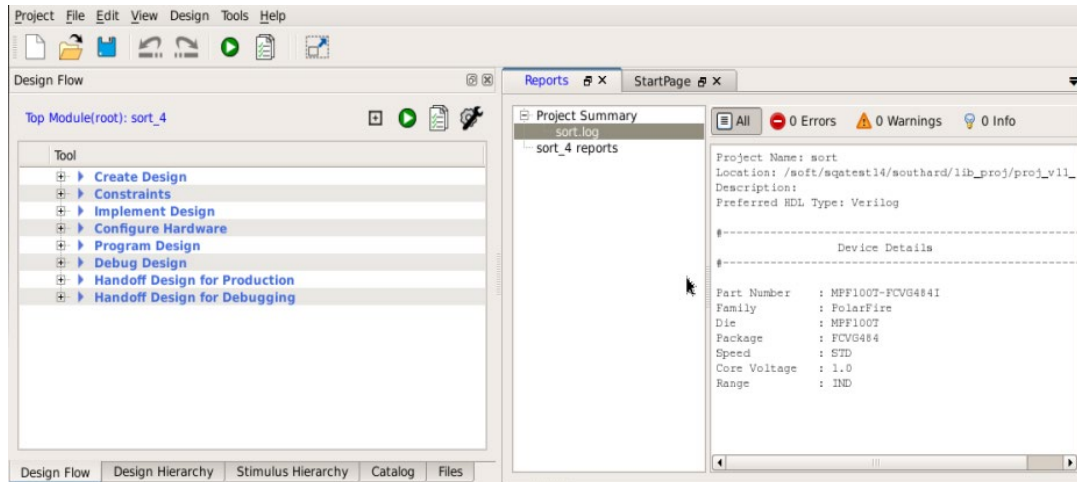 Project File Edit View Design Tools Help
Design Flow
Top Module(root): sort_4
Tool
Create Design
Constraints
Implement Design
Configure Hardware
Program Design
Debug Design
Handoff Design for Production
Handoff Design for Debugging
Design Flow Design Hierarchy Stimulus Hierarchy Catalog Files
Reports StartPage
Project Summary
sort.log
sort_4 reports
All 0 Errors 0 Warnings 0 Info
Project Name: sort
Location: /soft/sqatest14/southard/lib_proj/proj_v11_
Description:
Preferred HDL Type: Verilog
Device Details
Part Number : MPF100T-FCVG484I
Family : PolarFire
Die : MPF100T
Package : FCVG484
Speed : STD
Core Voltage : 1.0
Range : IND